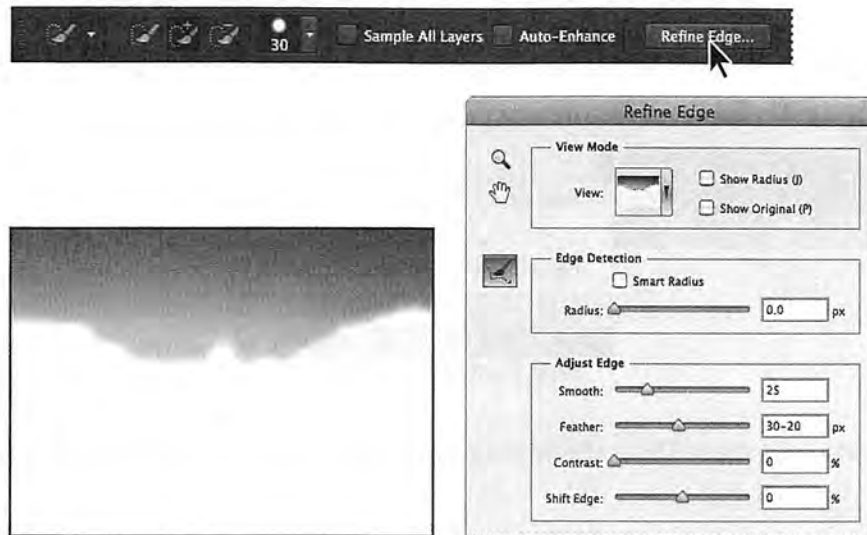 30
Sample All Layers
Auto-Enhance
Refine Edge...
Refine Edge
View Mode
View:
Show Radius (J)
Show Original (P)
Edge Detection
Smart Radius
Radius: 0.0 px
Adjust Edge
Smooth: 25
Feather: 30-20 px
Contrast: 0 %
Shift Edge: 0 %